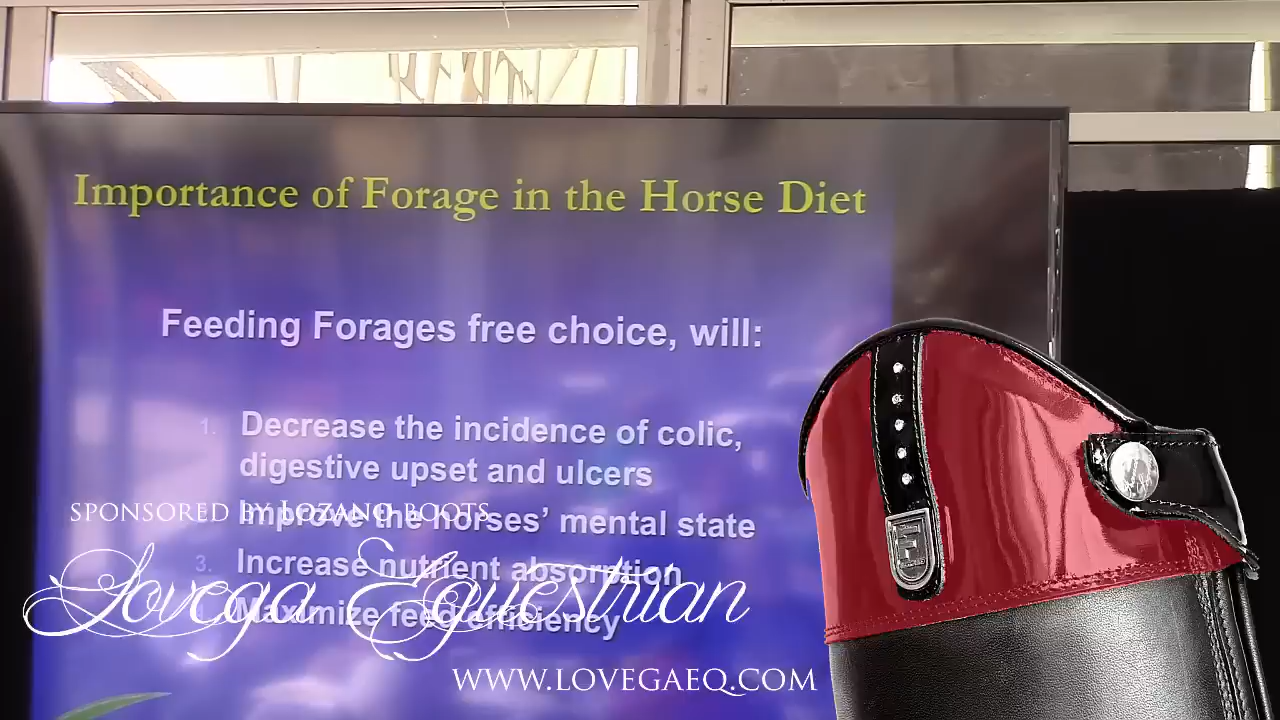 Importance of Forage in the Horse Diet
Feeding Forages free choice, will:
1. Decrease the incidence of colic,
digestive upset and ulcers
Improve the horses' mental state
SPONSORED BY LOZANO BOOTS
3. Increase nutrient absorption
Lovega Equestrian
Maximize feed efficiency
WWW.LOVEGAEQ.COM